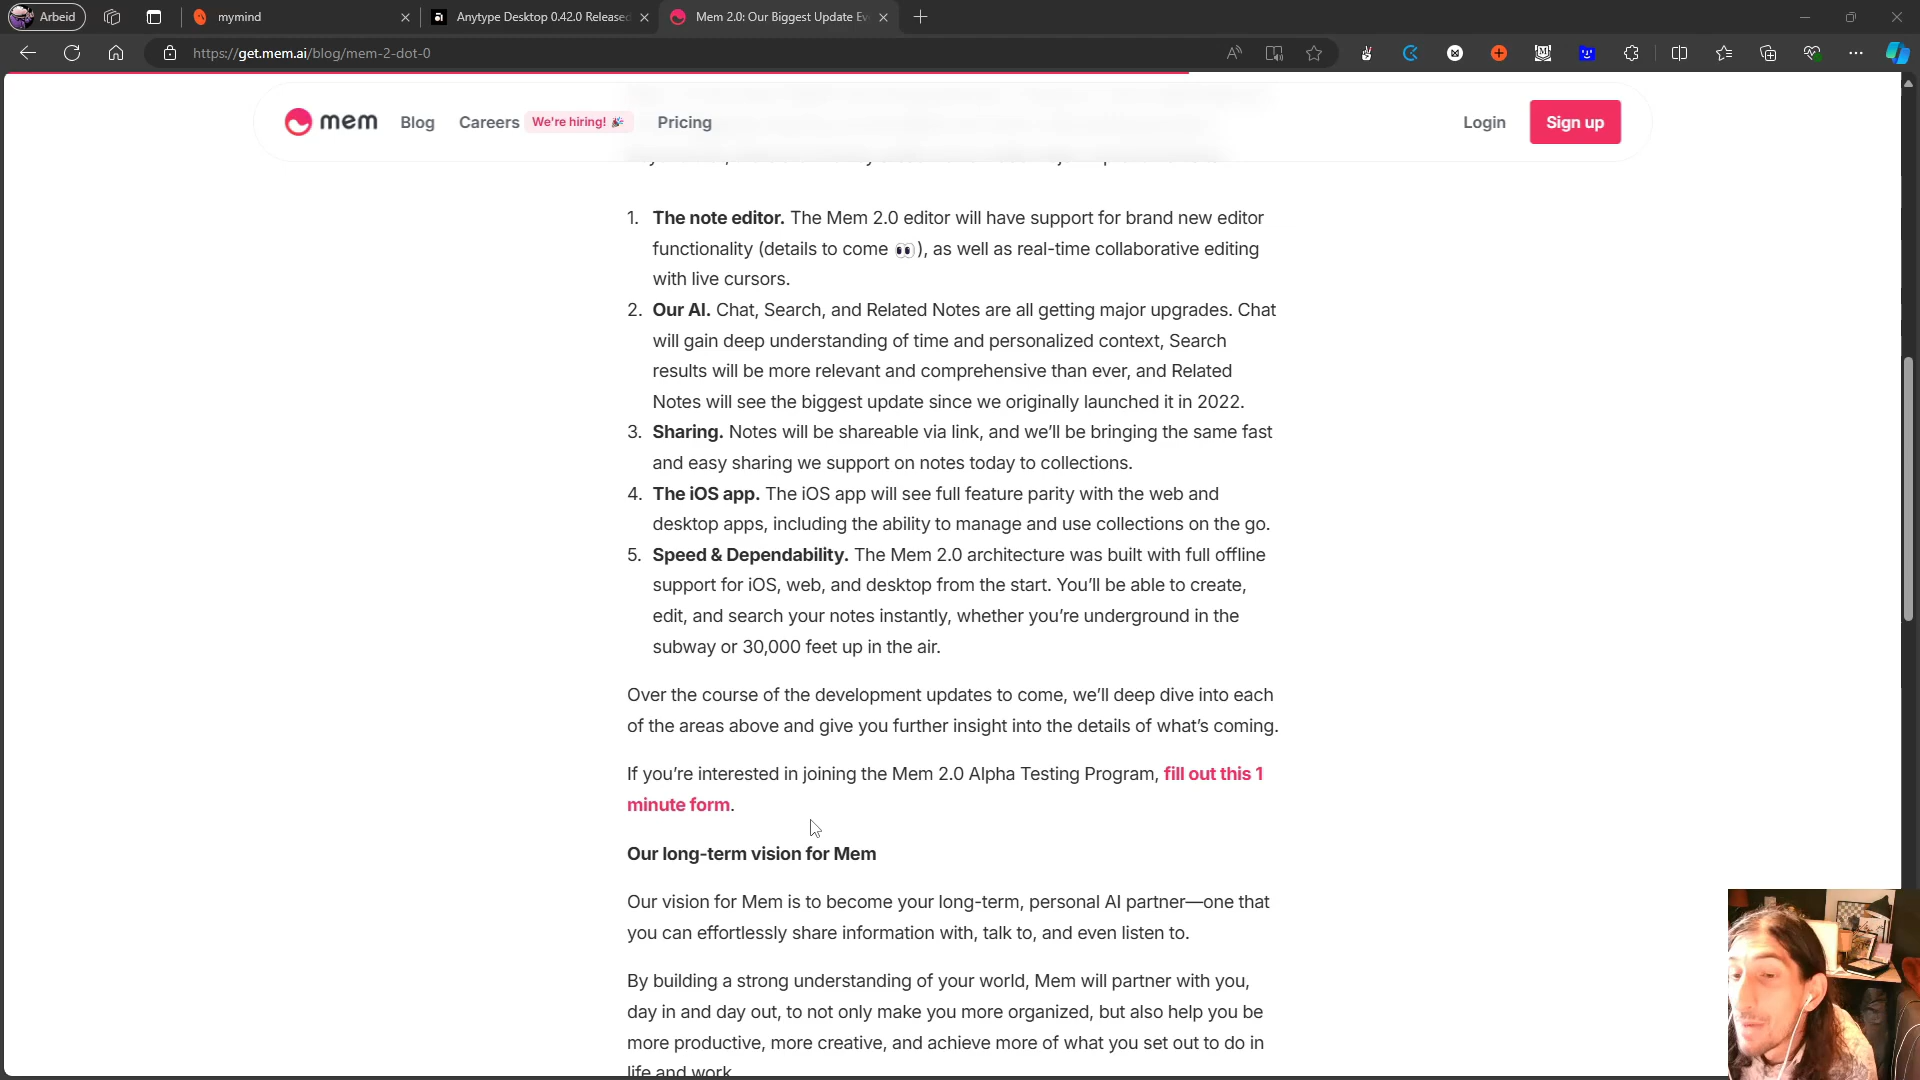 Arbeid
mymind
Anytype Desktop 0.42.0 Released
Mem 2.0: Our Biggest Update Ev
https://get.mem.ai/blog/mem-2-dot-0
mem
Blog
Careers
We're hiring! 🎉
Pricing
Login
Sign up
1. The note editor. The Mem 2.0 editor will have support for brand new editor
functionality (details to come 👀), as well as real-time collaborative editing
with live cursors.
2. Our AI. Chat, Search, and Related Notes are all getting major upgrades. Chat
will gain deep understanding of time and personalized context, Search
results will be more relevant and comprehensive than ever, and Related
Notes will see the biggest update since we originally launched it in 2022.
3. Sharing. Notes will be shareable via link, and we'll be bringing the same fast
and easy sharing we support on notes today to collections.
4. The iOS app. The iOS app will see full feature parity with the web and
desktop apps, including the ability to manage and use collections on the go.
5. Speed & Dependability. The Mem 2.0 architecture was built with full offline
support for iOS, web, and desktop from the start. You'll be able to create,
edit, and search your notes instantly, whether you're underground in the
subway or 30,000 feet up in the air.
Over the course of the development updates to come, we'll deep dive into each
of the areas above and give you further insight into the details of what's coming.
If you're interested in joining the Mem 2.0 Alpha Testing Program, fill out this 1
minute form.
Our long-term vision for Mem
Our vision for Mem is to become your long-term, personal AI partner—one that
you can effortlessly share information with, talk to, and even listen to.
By building a strong understanding of your world, Mem will partner with you,
day in and day out, to not only make you more organized, but also help you be
more productive, more creative, and achieve more of what you set out to do in
life and work.